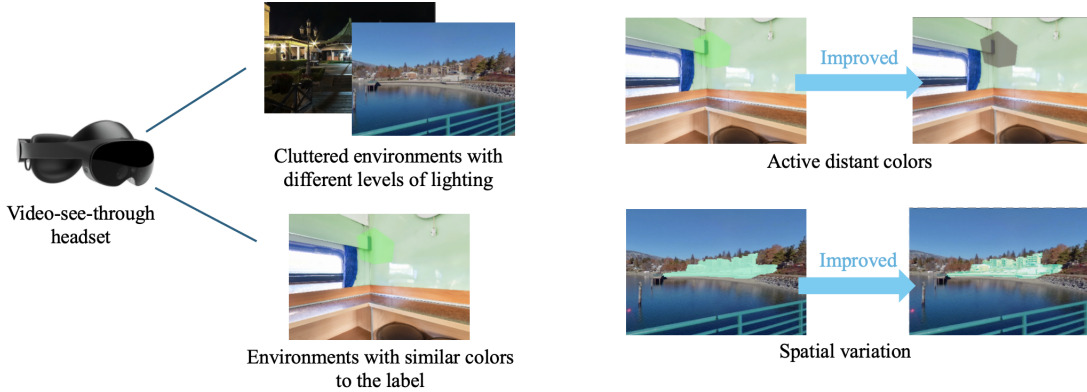 Video-see-through
headset
Cluttered environments with
different levels of lighting
Environments with similar colors
to the label
Improved
Active distant colors
Improved
Spatial variation